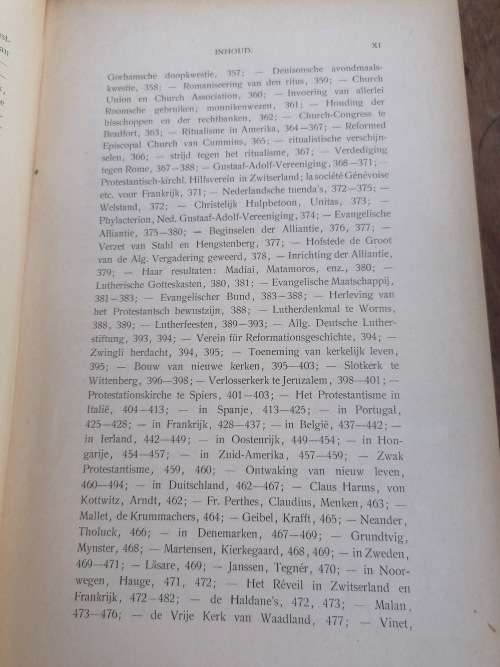 INHOUD. XI
Gorhamsche doopkwestie, 357; — Denisonsche avondmaals-
kwestie, 358; — Romaniseering van den ritus, 359; — Church
Union en Church Association, 360; — Invoering van allerlei
Roomsche gebruiken; monnikenwezen, 361; — Houding der
bisschoppen en der rechtbanken, 362; — Church-Congress te
Bradfort, 363; — Ritualisme in Amerika, 364—367; — Reformed
Episcopal Church van Cummins, 365; — ritualistische verschijn-
selen, 366; — strijd tegen het ritualisme, 367; — Verdediging
tegen Rome, 367—388; — Gustaaf-Adolf-Vereeniging, 368—371; —
Protestantisch-kirchl. Hilfsverein in Zwitserland; la société Génévoise
etc. voor Frankrijk, 371; — Nederlandsche tuenda's, 372—375; —
Welstand, 372; — Christelijk Hulpbetoon, Unitas, 373; —
Phylacterion, Ned. Gustaaf-Adolf-Vereeniging, 374; — Evangelische
Alliantie, 375—380; — Beginselen der Alliantie, 376, 377; —
Verzet van Stahl en Hengstenberg, 377; — Hofstede de Groot
van de Alg. Vergadering geweerd, 378, — Inrichting der Alliantie,
379; — Haar resultaten: Madiai, Matamoros, enz., 380; —
Lutherische Gotteskasten, 380, 381; — Evangelische Maatschappij,
381—383; — Evangelischer Bund, 383—388; — Herleving van
het Protestantsch bewustzijn, 388; — Lutherdenkmal te Worms,
388, 389; — Lutherfeesten, 389—393; — Allg. Deutsche Luther-
stiftung, 393, 394; — Verein für Reformationsgeschichte, 394; —
Zwingli herdacht, 394, 395; — Toeneming van kerkelijk leven,
395; — Bouw van nieuwe kerken, 395—403; — Slotkerk te
Wittenberg, 396—398; — Verlosserkerk te Jeruzalem, 398—401; —
Protestationskirche te Spiers, 401—403; — Het Protestantisme in
Italië, 404—413; — in Spanje, 413—425; — in Portugal,
425—428; — in Frankrijk, 428—437; — in België, 437—442; —
in Ierland, 442—449; — in Oostenrijk, 449—454; — in Hon-
garije, 454—457; — in Zuid-Amerika, 457—459; — Zwak
Protestantisme, 459, 460; — Ontwaking van nieuw leven,
460—494; — in Duitschland, 462—467; — Claus Harms, von
Kottwitz, Arndt, 462; — Fr. Perthes, Claudius, Menken, 463; —
Mallet, de Krummachers, 464; — Geibel, Krafft, 465; — Neander,
Tholuck, 466; — in Denemarken, 467—469; — Grundtvig,
Mynster, 468; — Martensen, Kierkegaard, 468, 469; — in Zweden,
469—471; — Läsare, 469; — Janssen, Tegnér, 470; — in Noor-
wegen, Hauge, 471, 472; — Het Réveil in Zwitserland en
Frankrijk, 472—482; — de Haldane's, 472, 473; — Malan,
473—476; — de Vrije Kerk van Waadland, 477; — Vinet,